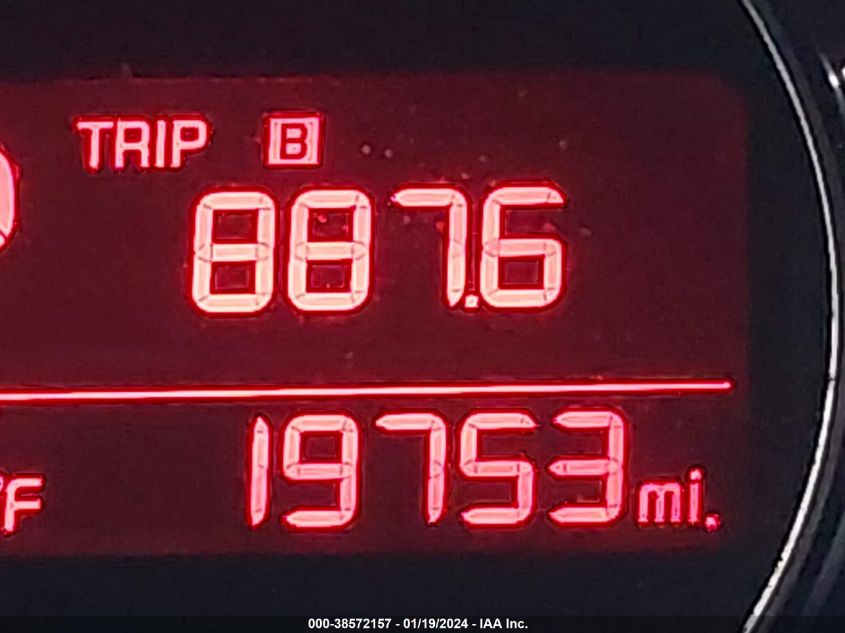 TRIP B
887.6
19753 mi.
°F
000-38572157 - 01/19/2024 - IAA Inc.